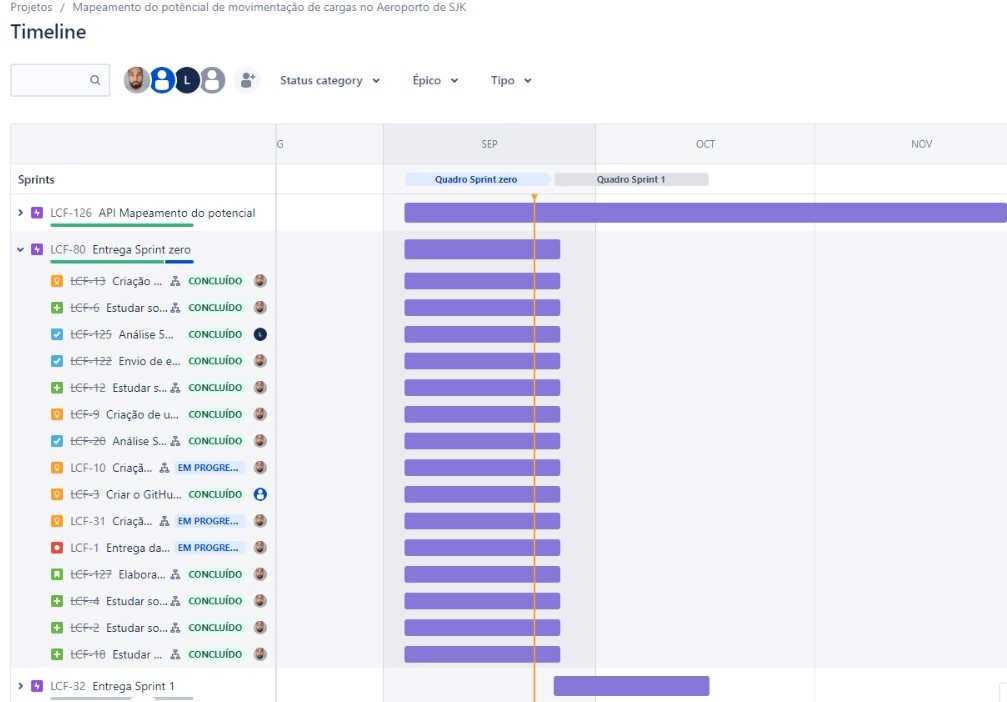 Projetos / Mapeamento do potêncial de movimentação de cargas no Aeroporto de SJK
Timeline
L Status category Épico Tipo
G SEP OCT NOV
Sprints Quadro Sprint zero Quadro Sprint 1
LCF-126 API Mapeamento do potencial
LCF-80 Entrega Sprint zero
LCF-13 Criação ... CONCLUÍDO
LCF-6 Estudar so... CONCLUÍDO
LCF-125 Análise 5... CONCLUÍDO L
LCF-122 Envio de e... CONCLUÍDO
LCF-12 Estudar s... CONCLUÍDO
LCF-9 Criação de u... CONCLUÍDO
LCF-20 Análise S... CONCLUÍDO
LCF-10 Criaçã... EM PROGRE...
LCF-3 Criar o GitHu... CONCLUÍDO
LCF-31 Criaçã... EM PROGRE...
LCF-1 Entrega da... EM PROGRE...
LCF-127 Elabora... CONCLUÍDO
LCF-4 Estudar so... CONCLUÍDO
LCF-2 Estudar so... CONCLUÍDO
LCF-18 Estudar ... CONCLUÍDO
LCF-32 Entrega Sprint 1